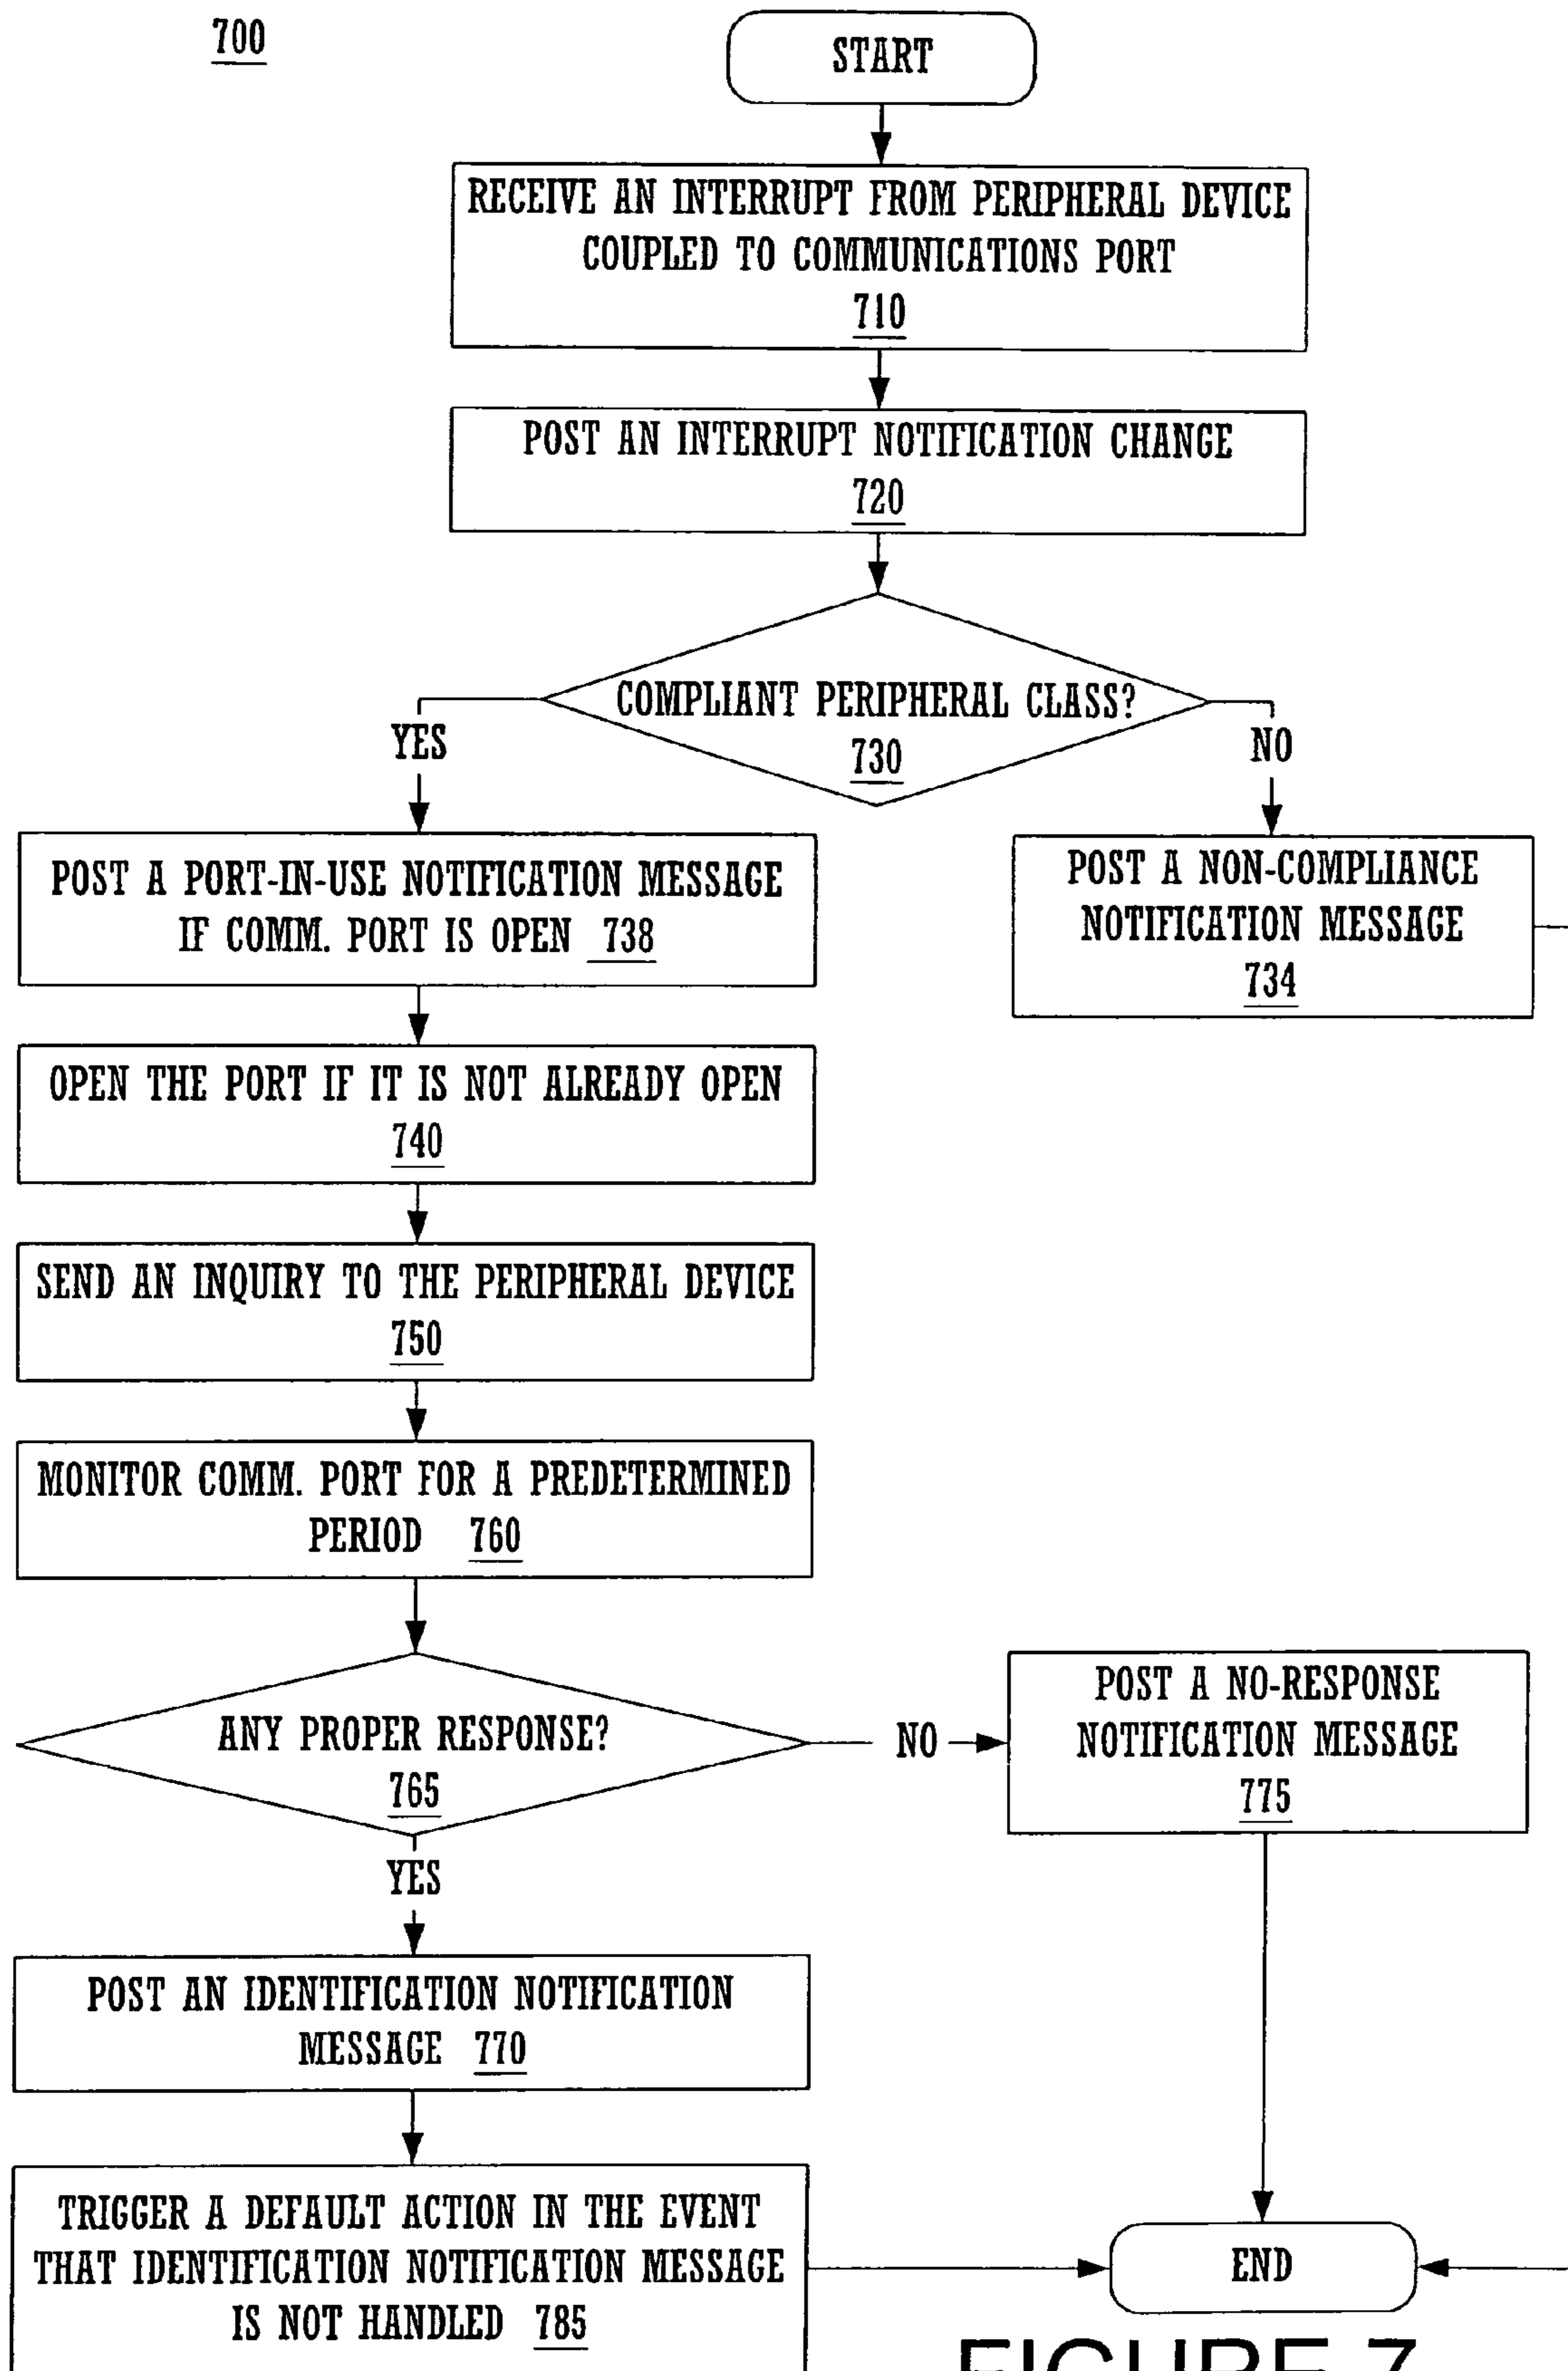 700
START
RECEIVE AN INTERRUPT FROM PERIPHERAL DEVICE
COUPLED TO COMMUNICATIONS PORT
710
POST AN INTERRUPT NOTIFICATION CHANGE
720
COMPLIANT PERIPHERAL CLASS?
730
YES
NO
POST A PORT-IN-USE NOTIFICATION MESSAGE
IF COMM. PORT IS OPEN 738
POST A NON-COMPLIANCE
NOTIFICATION MESSAGE
734
OPEN THE PORT IF IT IS NOT ALREADY OPEN
740
SEND AN INQUIRY TO THE PERIPHERAL DEVICE
750
MONITOR COMM. PORT FOR A PREDETERMINED
PERIOD 760
ANY PROPER RESPONSE?
765
NO
POST A NO-RESPONSE
NOTIFICATION MESSAGE
775
YES
POST AN IDENTIFICATION NOTIFICATION
MESSAGE 770
TRIGGER A DEFAULT ACTION IN THE EVENT
THAT IDENTIFICATION NOTIFICATION MESSAGE
IS NOT HANDLED 785
END
FIGURE 7